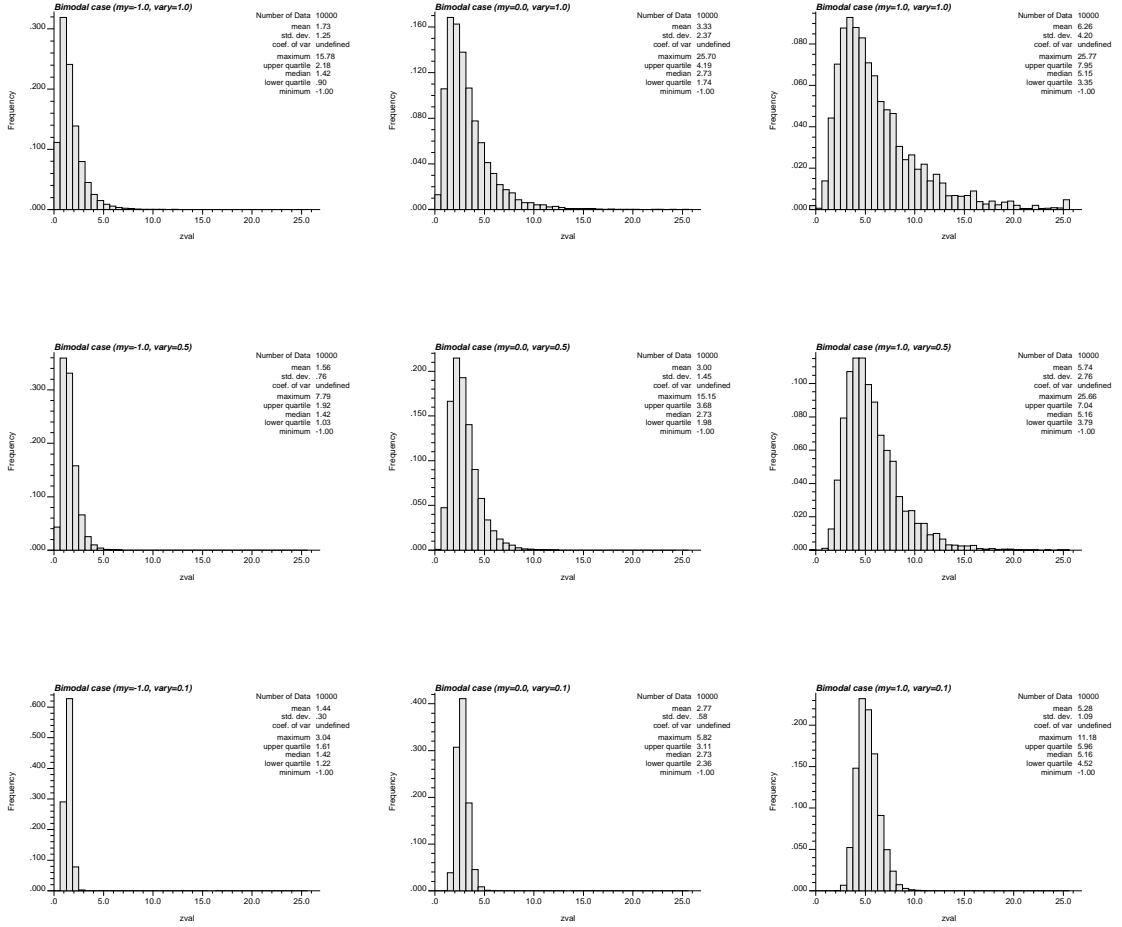 Bimodal case (my=-1.0, vary=1.0)
Number of Data 10000
mean 1.73
std. dev. 1.25
coef. of var undefined
maximum 15.78
upper quartile 2.18
median 1.42
lower quartile .90
minimum -1.00
Frequency
.300
.200
.100
.000
.0 5.0 10.0 15.0 20.0 25.0
zval
Bimodal case (my=0.0, vary=1.0)
Number of Data 10000
mean 3.33
std. dev. 2.37
coef. of var undefined
maximum 25.70
upper quartile 4.19
median 2.73
lower quartile 1.74
minimum -1.00
Frequency
.160
.120
.080
.040
.000
.0 5.0 10.0 15.0 20.0 25.0
zval
Bimodal case (my=1.0, vary=1.0)
Number of Data 10000
mean 6.26
std. dev. 4.20
coef. of var undefined
maximum 25.77
upper quartile 7.95
median 5.15
lower quartile 3.35
minimum -1.00
Frequency
.080
.060
.040
.020
.000
.0 5.0 10.0 15.0 20.0 25.0
zval
Bimodal case (my=-1.0, vary=0.5)
Number of Data 10000
mean 1.56
std. dev. .76
coef. of var undefined
maximum 7.79
upper quartile 1.92
median 1.42
lower quartile 1.03
minimum -1.00
Frequency
.300
.200
.100
.000
.0 5.0 10.0 15.0 20.0 25.0
zval
Bimodal case (my=0.0, vary=0.5)
Number of Data 10000
mean 3.00
std. dev. 1.45
coef. of var undefined
maximum 15.15
upper quartile 3.68
median 2.73
lower quartile 1.98
minimum -1.00
Frequency
.200
.150
.100
.050
.000
.0 5.0 10.0 15.0 20.0 25.0
zval
Bimodal case (my=1.0, vary=0.5)
Number of Data 10000
mean 5.74
std. dev. 2.76
coef. of var undefined
maximum 25.66
upper quartile 7.04
median 5.16
lower quartile 3.79
minimum -1.00
Frequency
.100
.080
.060
.040
.020
.000
.0 5.0 10.0 15.0 20.0 25.0
zval
Bimodal case (my=-1.0, vary=0.1)
Number of Data 10000
mean 1.44
std. dev. .30
coef. of var undefined
maximum 3.04
upper quartile 1.61
median 1.42
lower quartile 1.22
minimum -1.00
Frequency
.600
.500
.400
.300
.200
.100
.000
.0 5.0 10.0 15.0 20.0 25.0
zval
Bimodal case (my=0.0, vary=0.1)
Number of Data 10000
mean 2.77
std. dev. .58
coef. of var undefined
maximum 5.82
upper quartile 3.11
median 2.73
lower quartile 2.36
minimum -1.00
Frequency
.400
.300
.200
.100
.000
.0 5.0 10.0 15.0 20.0 25.0
zval
Bimodal case (my=1.0, vary=0.1)
Number of Data 10000
mean 5.28
std. dev. 1.09
coef. of var undefined
maximum 11.18
upper quartile 5.96
median 5.16
lower quartile 4.52
minimum -1.00
Frequency
.200
.150
.100
.050
.000
.0 5.0 10.0 15.0 20.0 25.0
zval